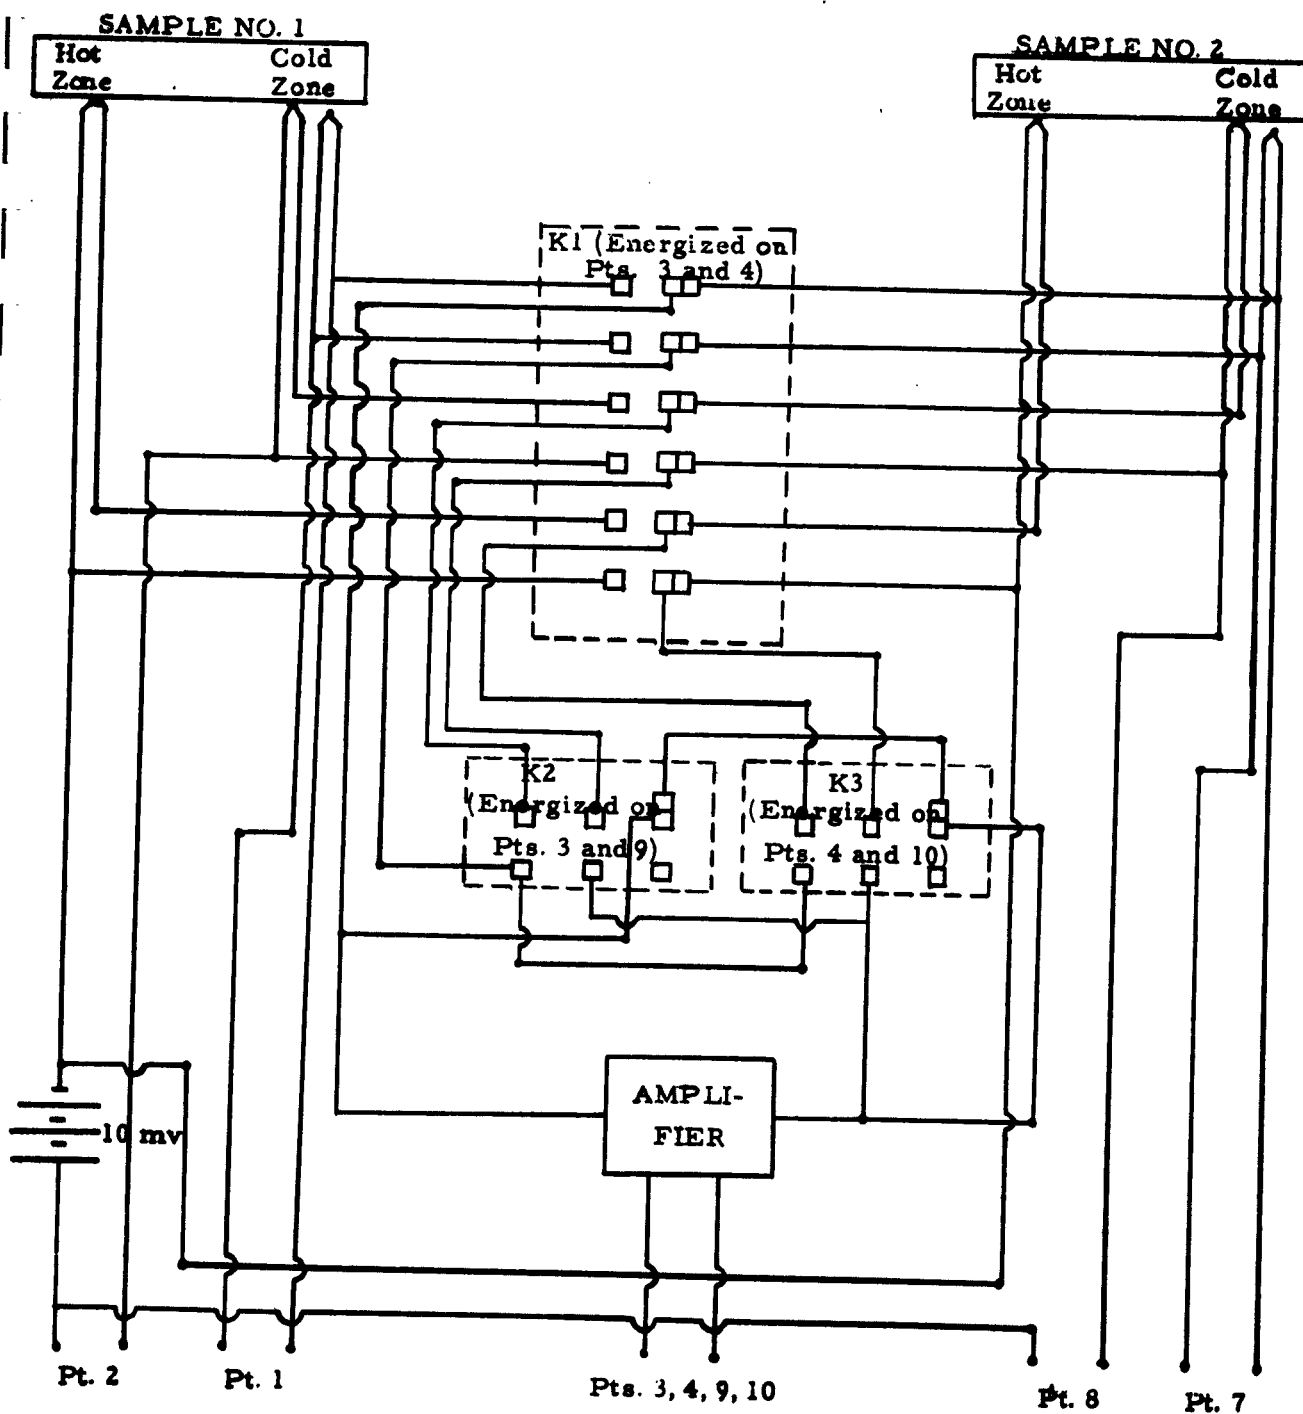 SAMPLE NO. 1
Hot
Zone
Cold
Zone
SAMPLE NO. 2
Hot
Zone
Cold
Zone
K1 (Energized on
Pts. 3 and 4)
K2
(Energized on
Pts. 3 and 9)
K3
(Energized on
Pts. 4 and 10)
AMPLI-
FIER
10 mv
Pt. 2
Pt. 1
Pts. 3, 4, 9, 10
Pt. 8
Pt. 7